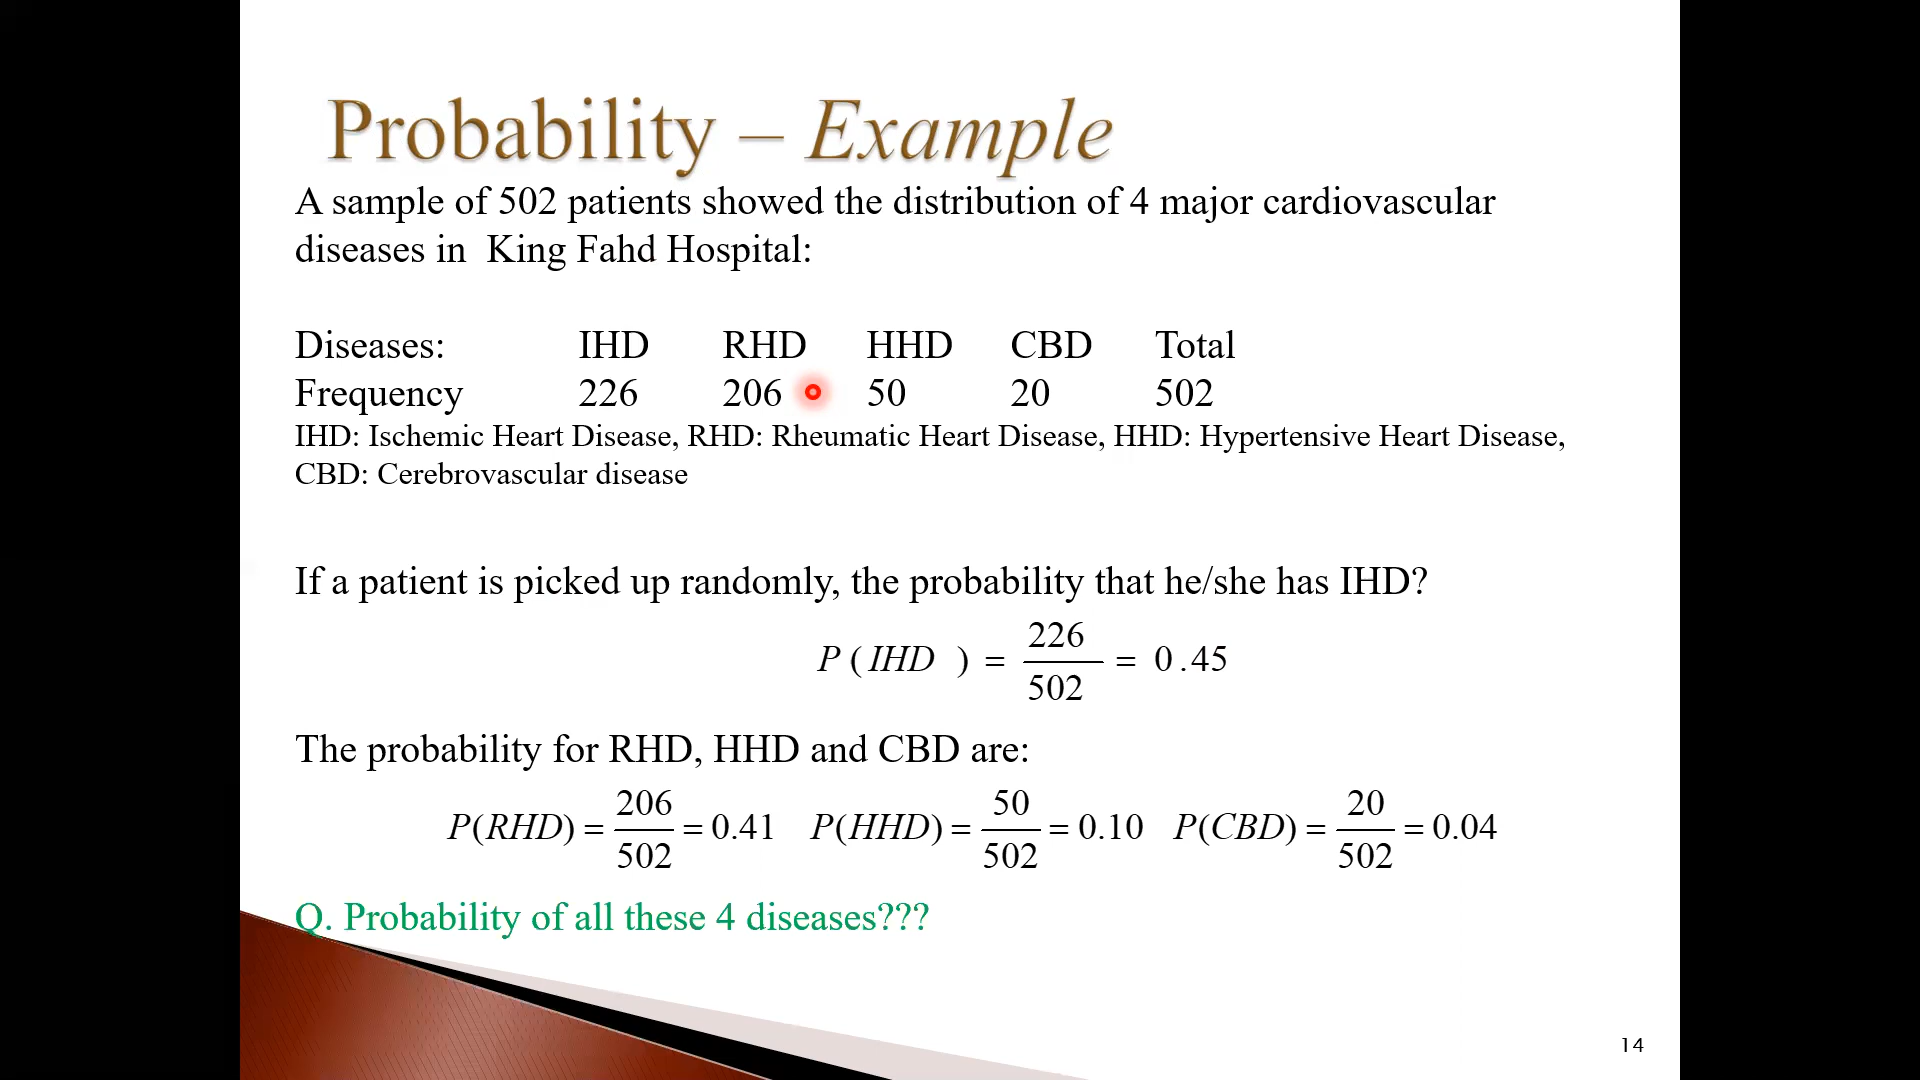 Probability – Example
A sample of 502 patients showed the distribution of 4 major cardiovascular
diseases in King Fahd Hospital:
Diseases: IHD RHD HHD CBD Total
Frequency 226 206 50 20 502
IHD: Ischemic Heart Disease, RHD: Rheumatic Heart Disease, HHD: Hypertensive Heart Disease,
CBD: Cerebrovascular disease
If a patient is picked up randomly, the probability that he/she has IHD?
P ( IHD ) = 226/502 = 0.45
The probability for RHD, HHD and CBD are:
P(RHD) = 206/502 = 0.41 P(HHD) = 50/502 = 0.10 P(CBD) = 20/502 = 0.04
Q. Probability of all these 4 diseases???
14